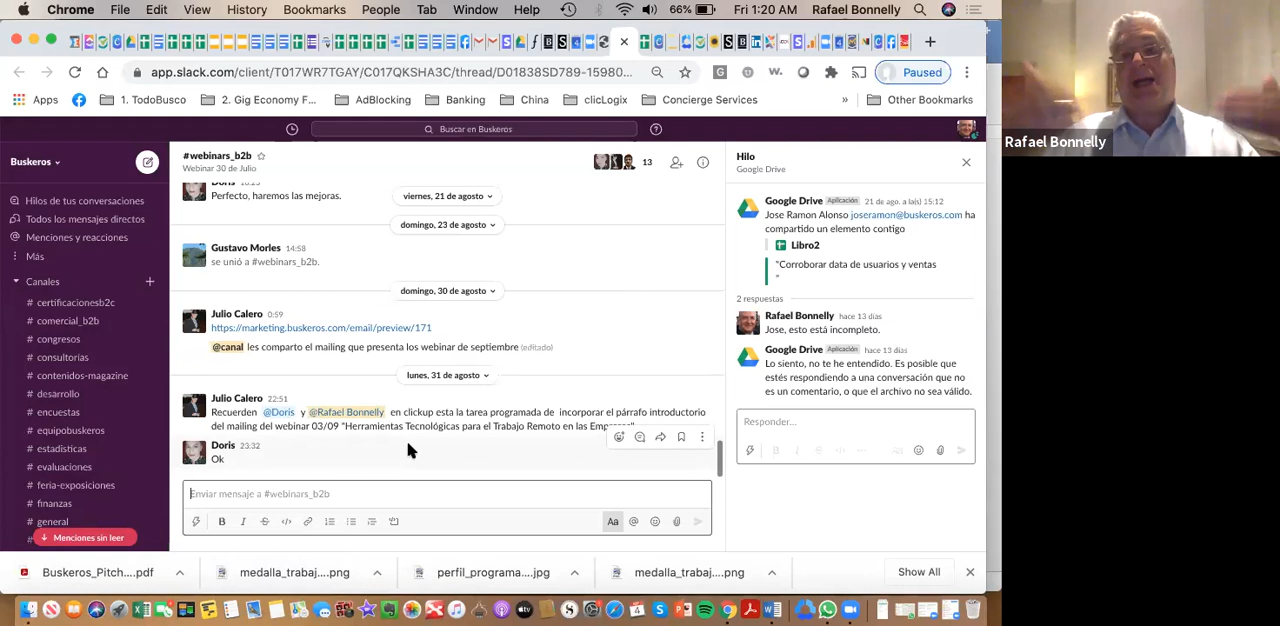 Chrome File Edit View History Bookmarks People Tab Window Help 66% Fri 1:20 AM Rafael Bonnelly
app.slack.com/client/T017WR7TGAY/C017QKSHA3C/thread/D01838SD789-15980... Paused
Apps 1. TodoBusco 2. Gig Economy F... AdBlocking Banking China clicLogix Concierge Services » Other Bookmarks
Buscar en Buskeros
Rafael Bonnelly
Buskeros
Hilos de tus conversaciones
Todos los mensajes directos
Menciones y reacciones
Más
Canales
# certificacionesb2c
# comercial_b2b
# congresos
# consultorias
# contenidos-magazine
# desarrollo
# encuestas
# equipobuskeros
# estadisticas
# evaluaciones
# feria-exposiciones
# finanzas
# general
Menciones sin leer
#webinars_b2b
Webinar 30 de Julio
13
Doris
Perfecto, haremos las mejoras.
viernes, 21 de agosto
domingo, 23 de agosto
Gustavo Morles 14:58
se unió a #webinars_b2b.
domingo, 30 de agosto
Julio Calero 0:59
https://marketing.buskeros.com/email/preview/171
@canal les comparto el mailing que presenta los webinar de septiembre (editado)
lunes, 31 de agosto
Julio Calero 22:51
Recuerden @Doris y @Rafael Bonnelly en clickup esta la tarea programada de incorporar el párrafo introductorio
del mailing del webinar 03/09 "Herramientas Tecnológicas para el Trabajo Remoto en las Empresas"
Doris 23:32
Ok
Enviar mensaje a #webinars_b2b
B I Aa @
Hilo
Google Drive
Google Drive Aplicación 21 de ago. a la(s) 15:12
Jose Ramon Alonso joseramon@buskeros.com ha
compartido un elemento contigo
Libro2
"Corroborar data de usuarios y ventas
"
2 respuestas
Rafael Bonnelly hace 13 días
Jose, esto está incompleto.
Google Drive Aplicación hace 13 días
Lo siento, no te he entendido. Es posible que
estés respondiendo a una conversación que no
es un comentario, o que el archivo no sea válido.
Responder...
Buskeros_Pitch....pdf medalla_trabaj....png perfil_programa....jpg medalla_trabaj....png Show All